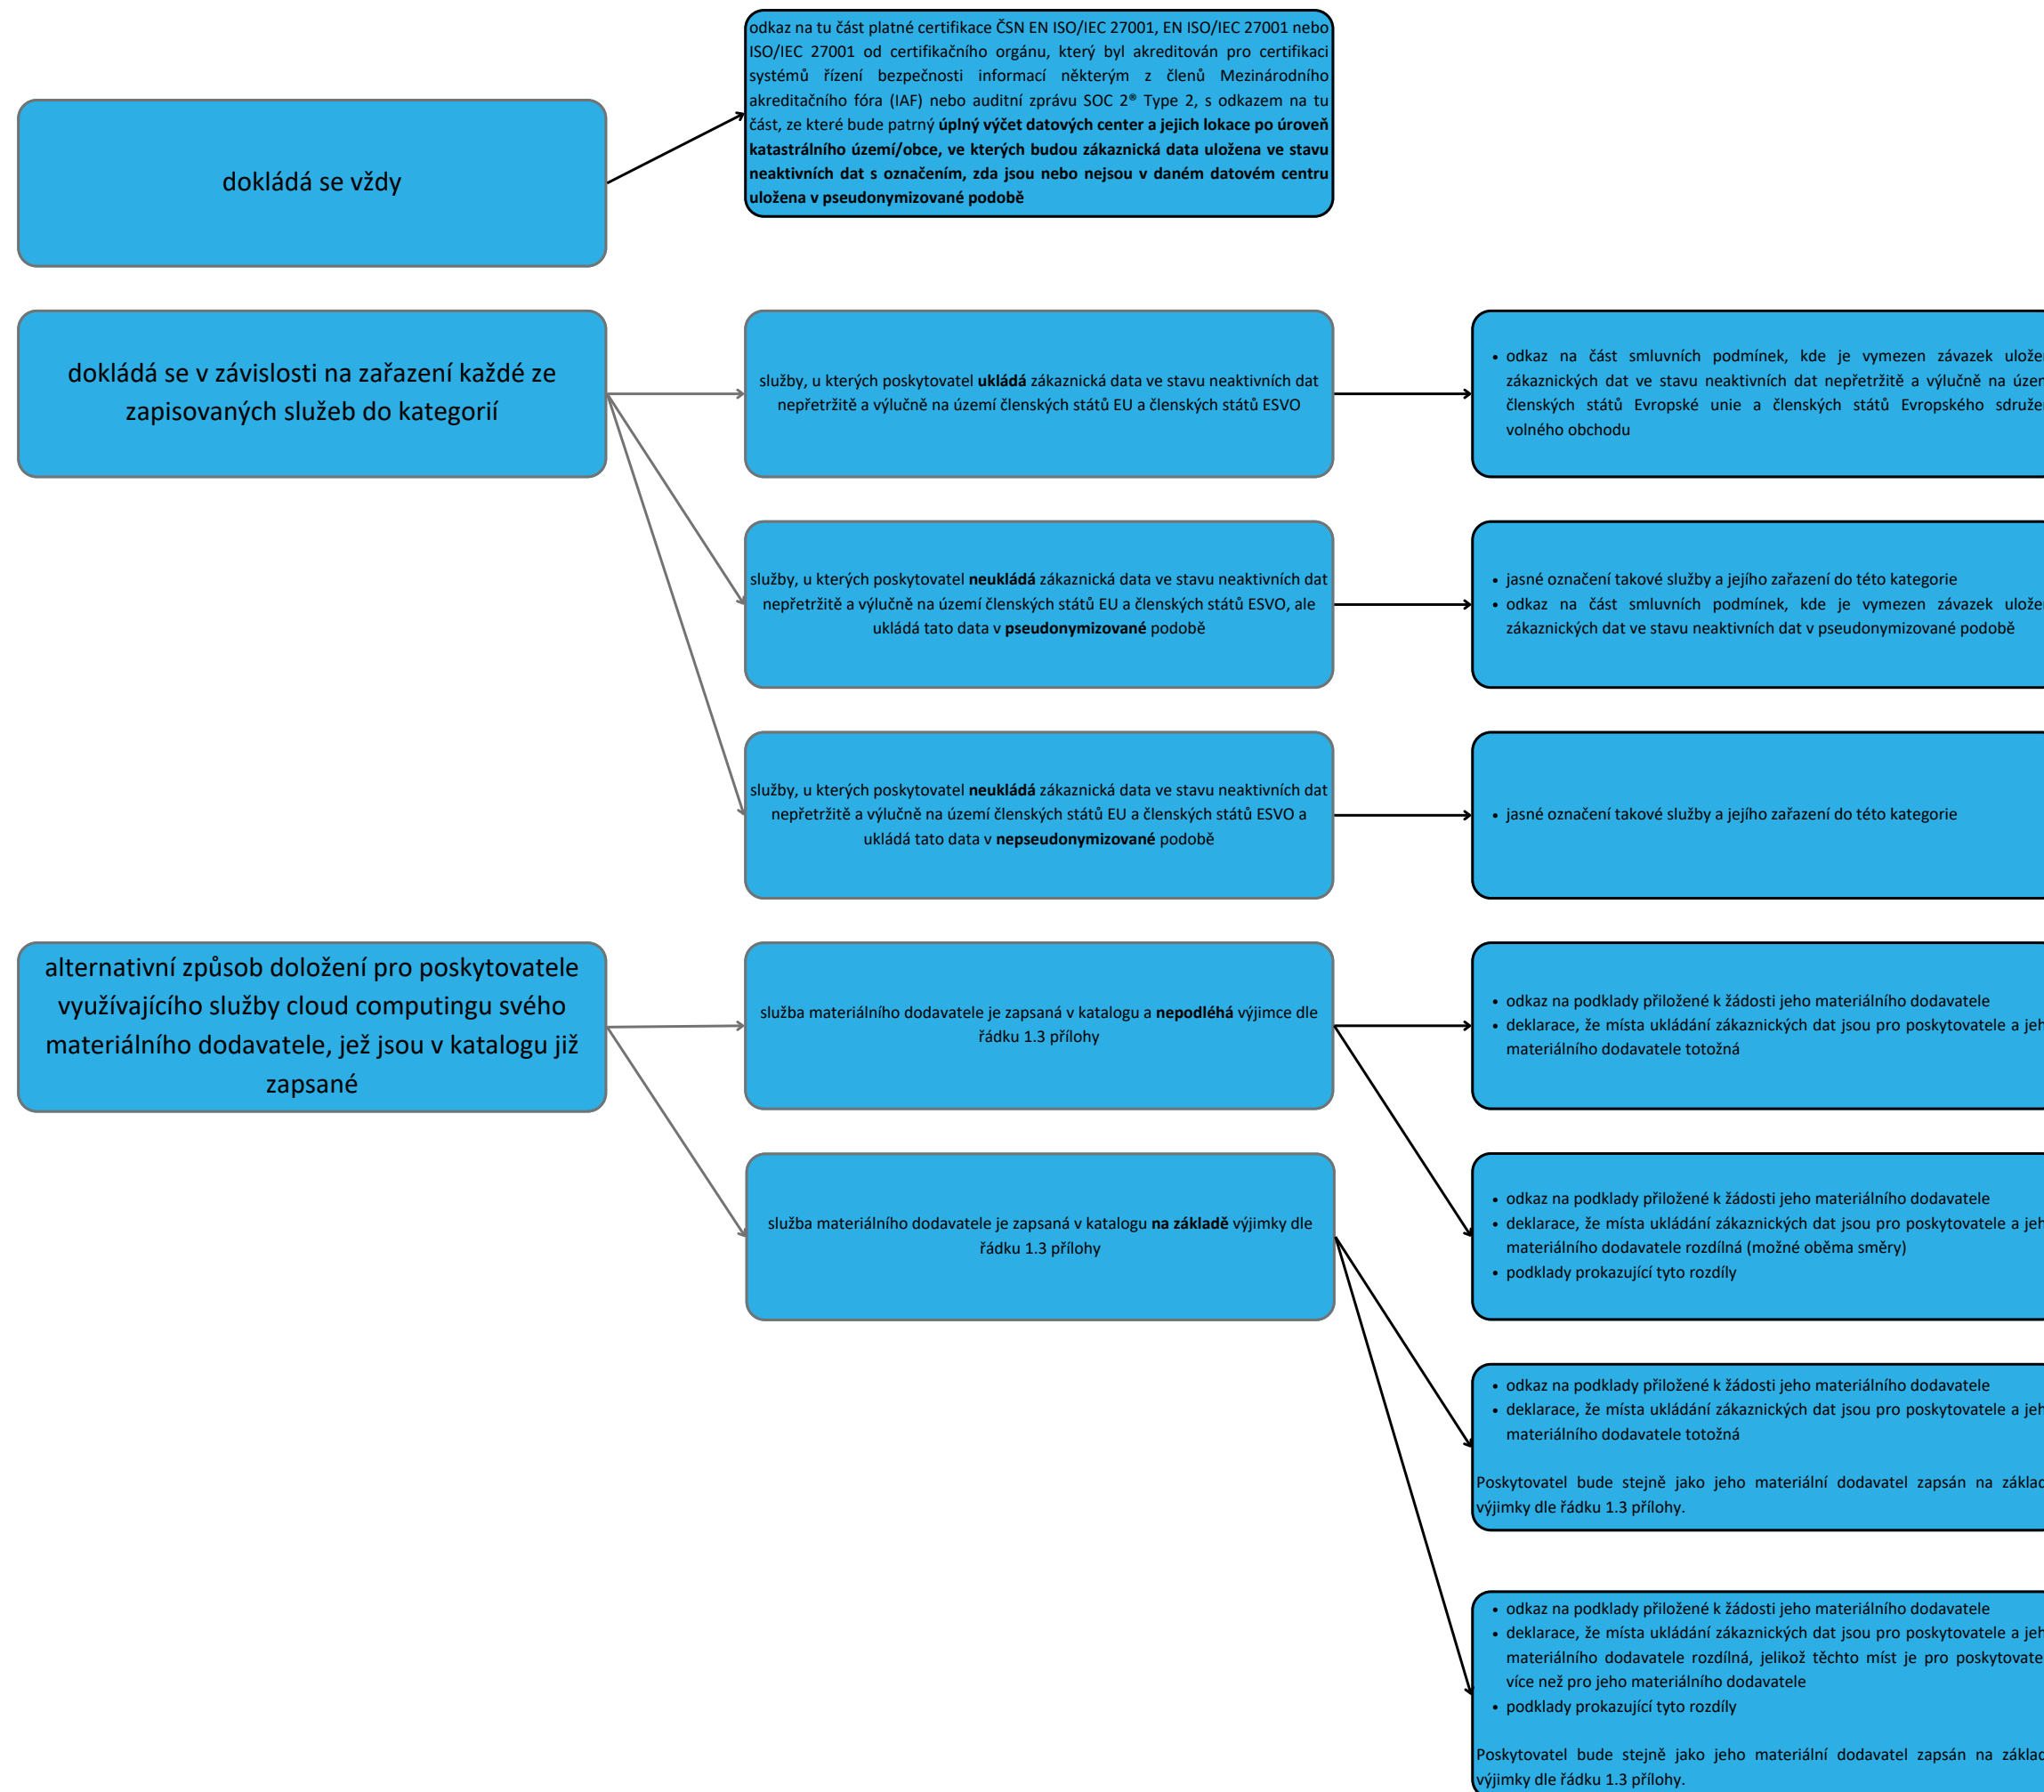 dokládá se vždy
odkaz na tu část platné certifikace ČSN EN ISO/IEC 27001, EN ISO/IEC 27001 nebo
ISO/IEC 27001 od certifikačního orgánu, který byl akreditován pro certifikaci
systémů řízení bezpečnosti informací některým z členů Mezinárodního
akreditačního fóra (IAF) nebo auditní zprávu SOC 2® Type 2, s odkazem na tu
část, ze které bude patrný úplný výčet datových center a jejich lokace po úroveň
katastrálního území/obce, ve kterých budou zákaznická data uložena ve stavu
neaktivních dat s označením, zda jsou nebo nejsou v daném datovém centru
uložena v pseudonymizované podobě
dokládá se v závislosti na zařazení každé ze
zapisovaných služeb do kategorií
služby, u kterých poskytovatel ukládá zákaznická data ve stavu neaktivních dat
nepřetržitě a výlučně na území členských států EU a členských států ESVO
• odkaz na část smluvních podmínek, kde je vymezen závazek ulože
zákaznických dat ve stavu neaktivních dat nepřetržitě a výlučně na územ
členských států Evropské unie a členských států Evropského sdruže
volného obchodu
služby, u kterých poskytovatel neukládá zákaznická data ve stavu neaktivních dat
nepřetržitě a výlučně na území členských států EU a členských států ESVO, ale
ukládá tato data v pseudonymizované podobě
• jasné označení takové služby a jejího zařazení do této kategorie
• odkaz na část smluvních podmínek, kde je vymezen závazek ulože
zákaznických dat ve stavu neaktivních dat v pseudonymizované podobě
služby, u kterých poskytovatel neukládá zákaznická data ve stavu neaktivních dat
nepřetržitě a výlučně na území členských států EU a členských států ESVO a
ukládá tato data v nepseudonymizované podobě
• jasné označení takové služby a jejího zařazení do této kategorie
alternativní způsob doložení pro poskytovatele
využívajícího služby cloud computingu svého
materiálního dodavatele, jež jsou v katalogu již
zapsané
služba materiálního dodavatele je zapsaná v katalogu a nepodléhá výjimce dle
řádku 1.3 přílohy
• odkaz na podklady přiložené k žádosti jeho materiálního dodavatele
• deklarace, že místa ukládání zákaznických dat jsou pro poskytovatele a jeh
materiálního dodavatele totožná
služba materiálního dodavatele je zapsaná v katalogu na základě výjimky dle
řádku 1.3 přílohy
• odkaz na podklady přiložené k žádosti jeho materiálního dodavatele
• deklarace, že místa ukládání zákaznických dat jsou pro poskytovatele a jeh
materiálního dodavatele rozdílná (možné oběma směry)
• podklady prokazující tyto rozdíly
• odkaz na podklady přiložené k žádosti jeho materiálního dodavatele
• deklarace, že místa ukládání zákaznických dat jsou pro poskytovatele a jeh
materiálního dodavatele totožná
Poskytovatel bude stejně jako jeho materiální dodavatel zapsán na základ
výjimky dle řádku 1.3 přílohy.
• odkaz na podklady přiložené k žádosti jeho materiálního dodavatele
• deklarace, že místa ukládání zákaznických dat jsou pro poskytovatele a jeh
materiálního dodavatele rozdílná, jelikož těchto míst je pro poskytovate
více než pro jeho materiálního dodavatele
• podklady prokazující tyto rozdíly
Poskytovatel bude stejně jako jeho materiální dodavatel zapsán na základ
výjimky dle řádku 1.3 přílohy.